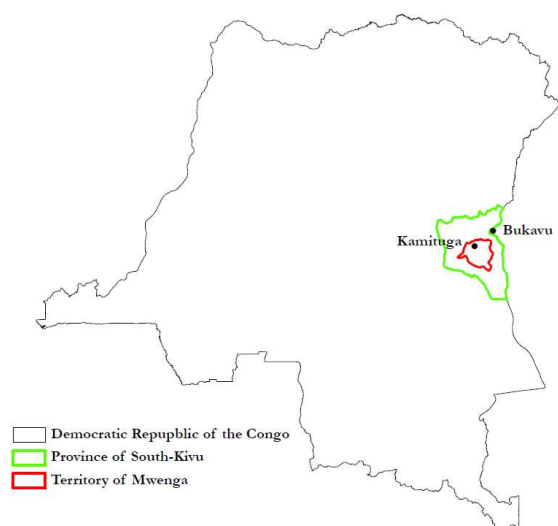 Bukavu
Kamituga
Democratic Repupblic of the Congo
Province of South-Kivu
Territory of Mwenga